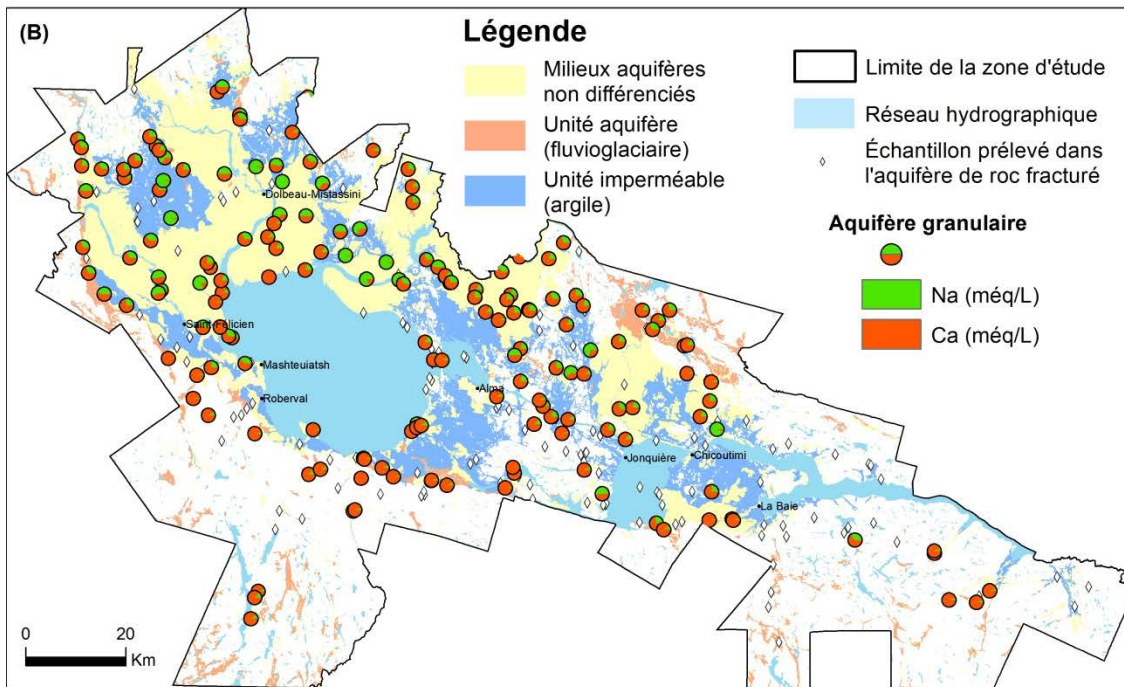 (B)
Légende
Milieux aquifères
non différenciés
Unité aquifère
(fluvioglaciaire)
Unité imperméable
(argile)
Limite de la zone d'étude
Réseau hydrographique
Échantillon prélevé dans
l'aquifère de roc fracturé
Aquifère granulaire
Na (méq/L)
Ca (méq/L)
Dolbeau-Mistassini
Saint-Félicien
Mashteuiatsh
Roberval
Alma
Jonquière
Chicoutimi
La Baie
0 20
Km